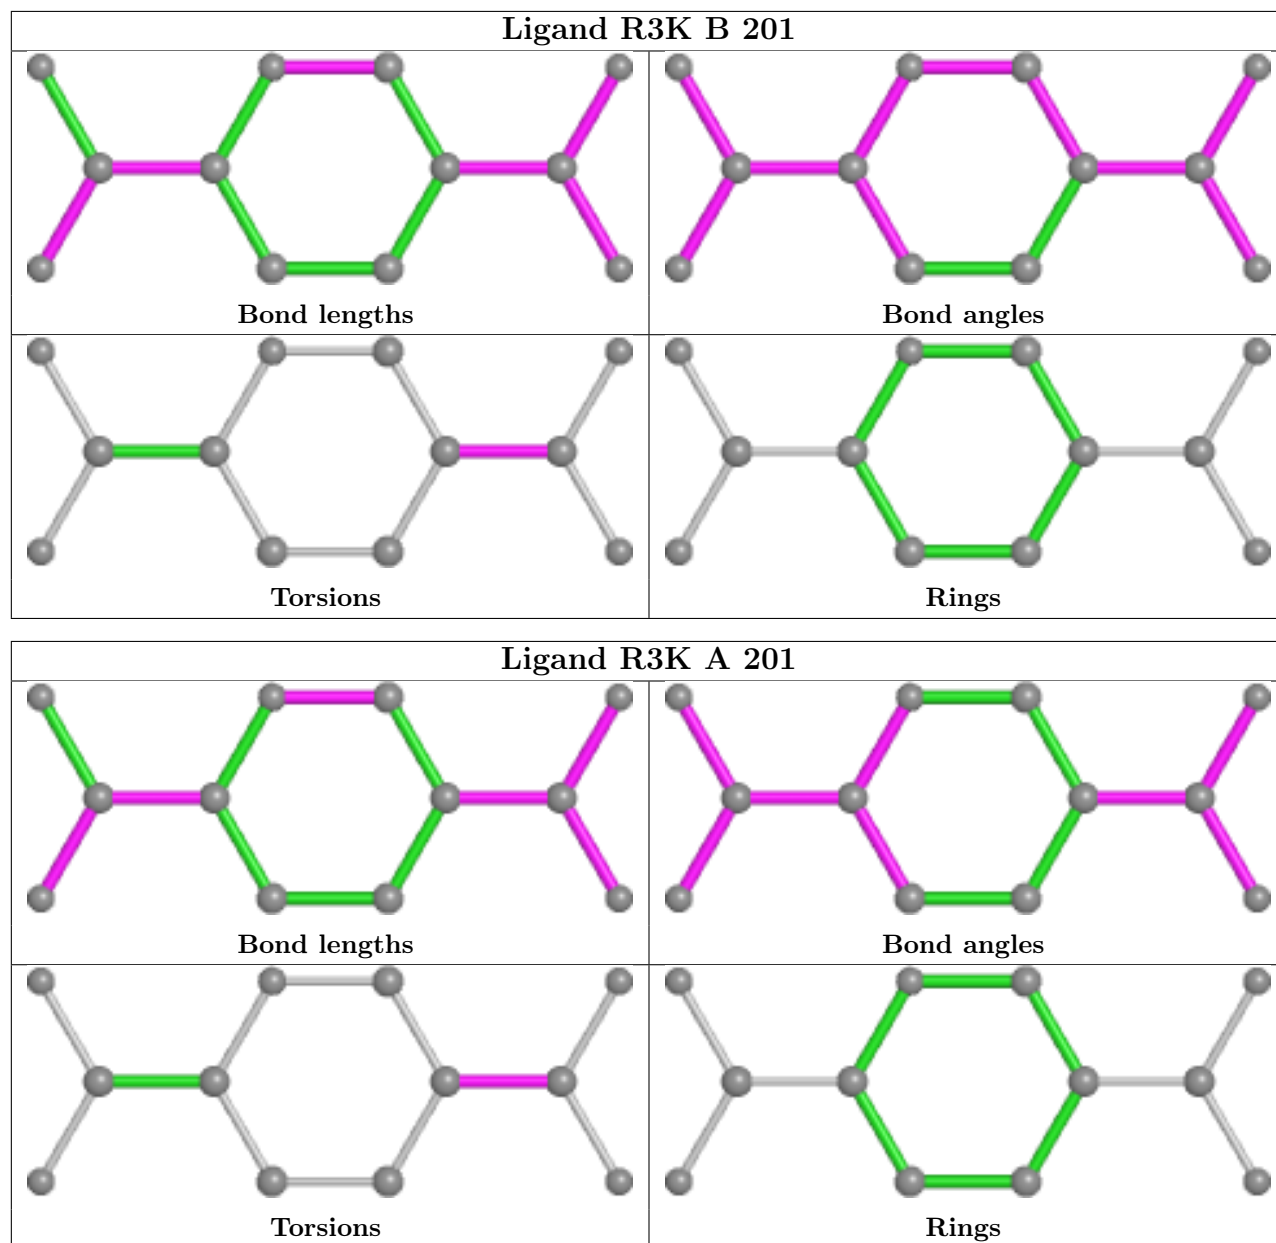 Ligand R3K B 201
Bond lengths
Bond angles
Torsions
Rings
Ligand R3K A 201
Bond lengths
Bond angles
Torsions
Rings